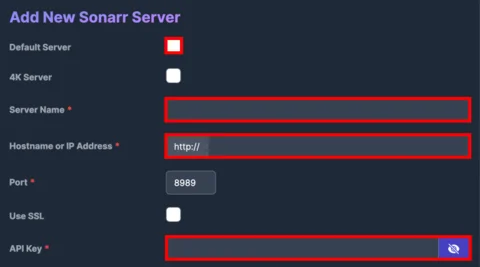 Add New Sonarr Server
Default Server
4K Server
Server Name *
Hostname or IP Address * http://
Port * 8989
Use SSL
API Key *